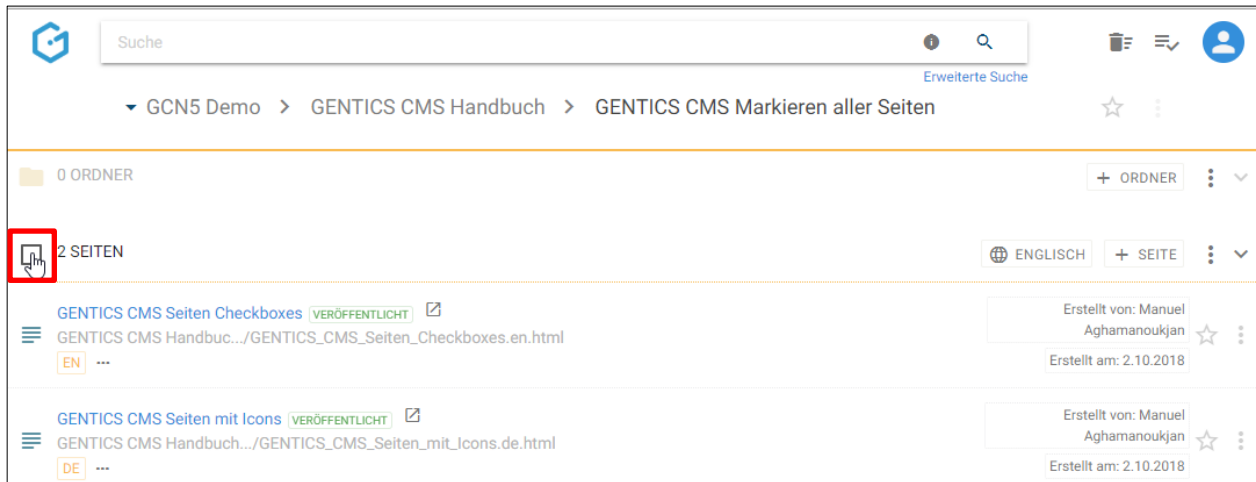 Suche
Erweiterte Suche
GCN5 Demo > GENTICS CMS Handbuch > GENTICS CMS Markieren aller Seiten
0 ORDNER
+ ORDNER
2 SEITEN
ENGLISCH
+ SEITE
GENTICS CMS Seiten Checkboxes VERÖFFENTLICHT
GENTICS CMS Handbuc.../GENTICS_CMS_Seiten_Checkboxes.en.html
EN ...
Erstellt von: Manuel
Aghamanoukjan
Erstellt am: 2.10.2018
GENTICS CMS Seiten mit Icons VERÖFFENTLICHT
GENTICS CMS Handbuch.../GENTICS_CMS_Seiten_mit_Icons.de.html
DE ...
Erstellt von: Manuel
Aghamanoukjan
Erstellt am: 2.10.2018